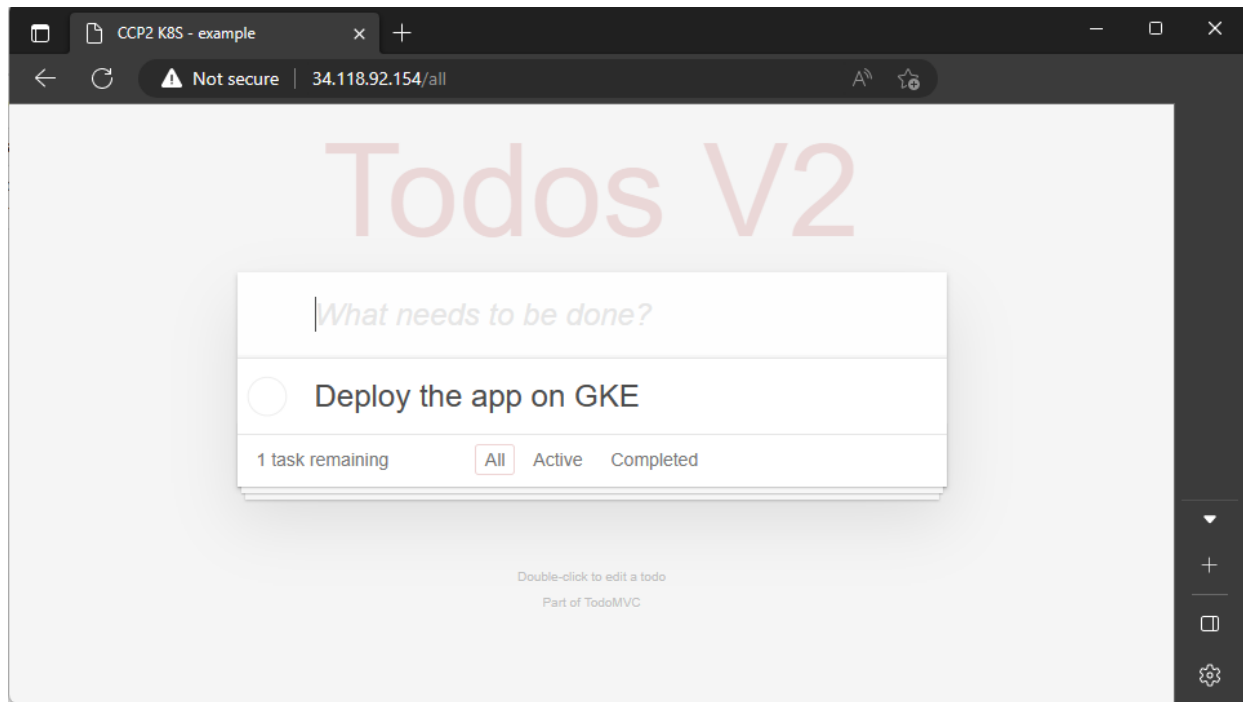 CCP2 K8S - example
Not secure 34.118.92.154/all
Todos V2
What needs to be done?
Deploy the app on GKE
1 task remaining All Active Completed
Double-click to edit a todo
Part of TodoMVC